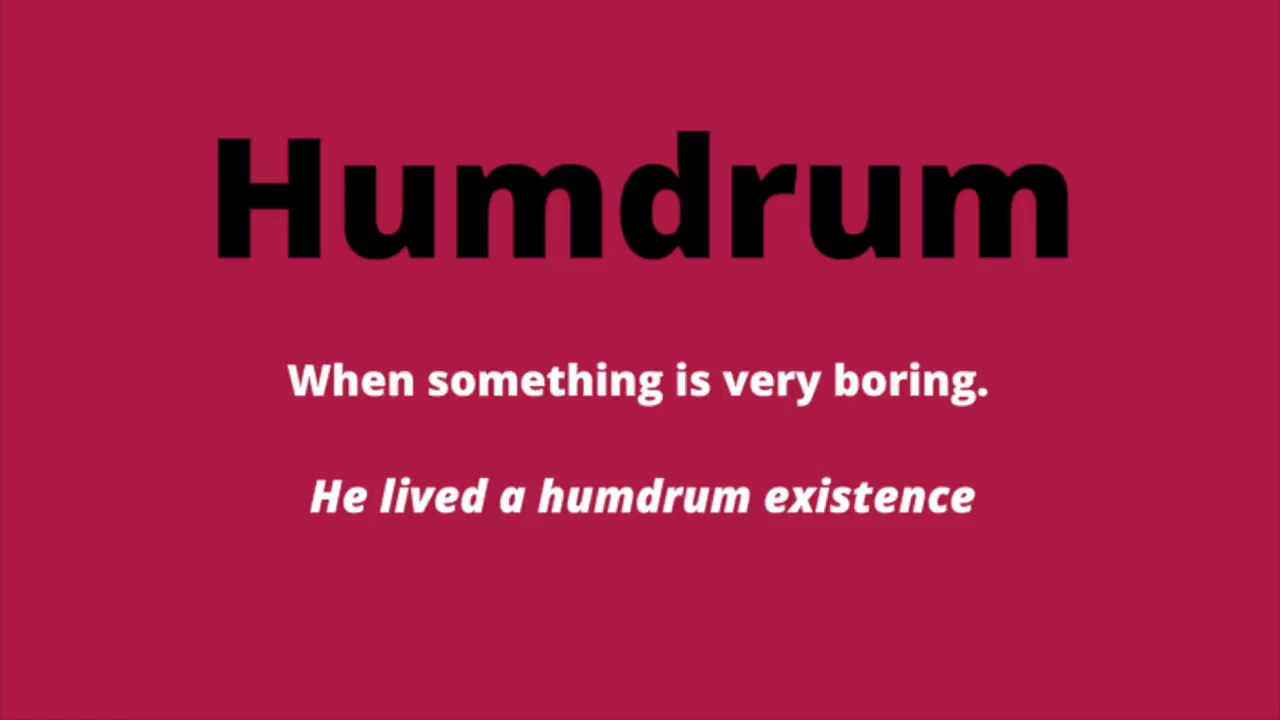 Humdrum
When something is very boring.
He lived a humdrum existence